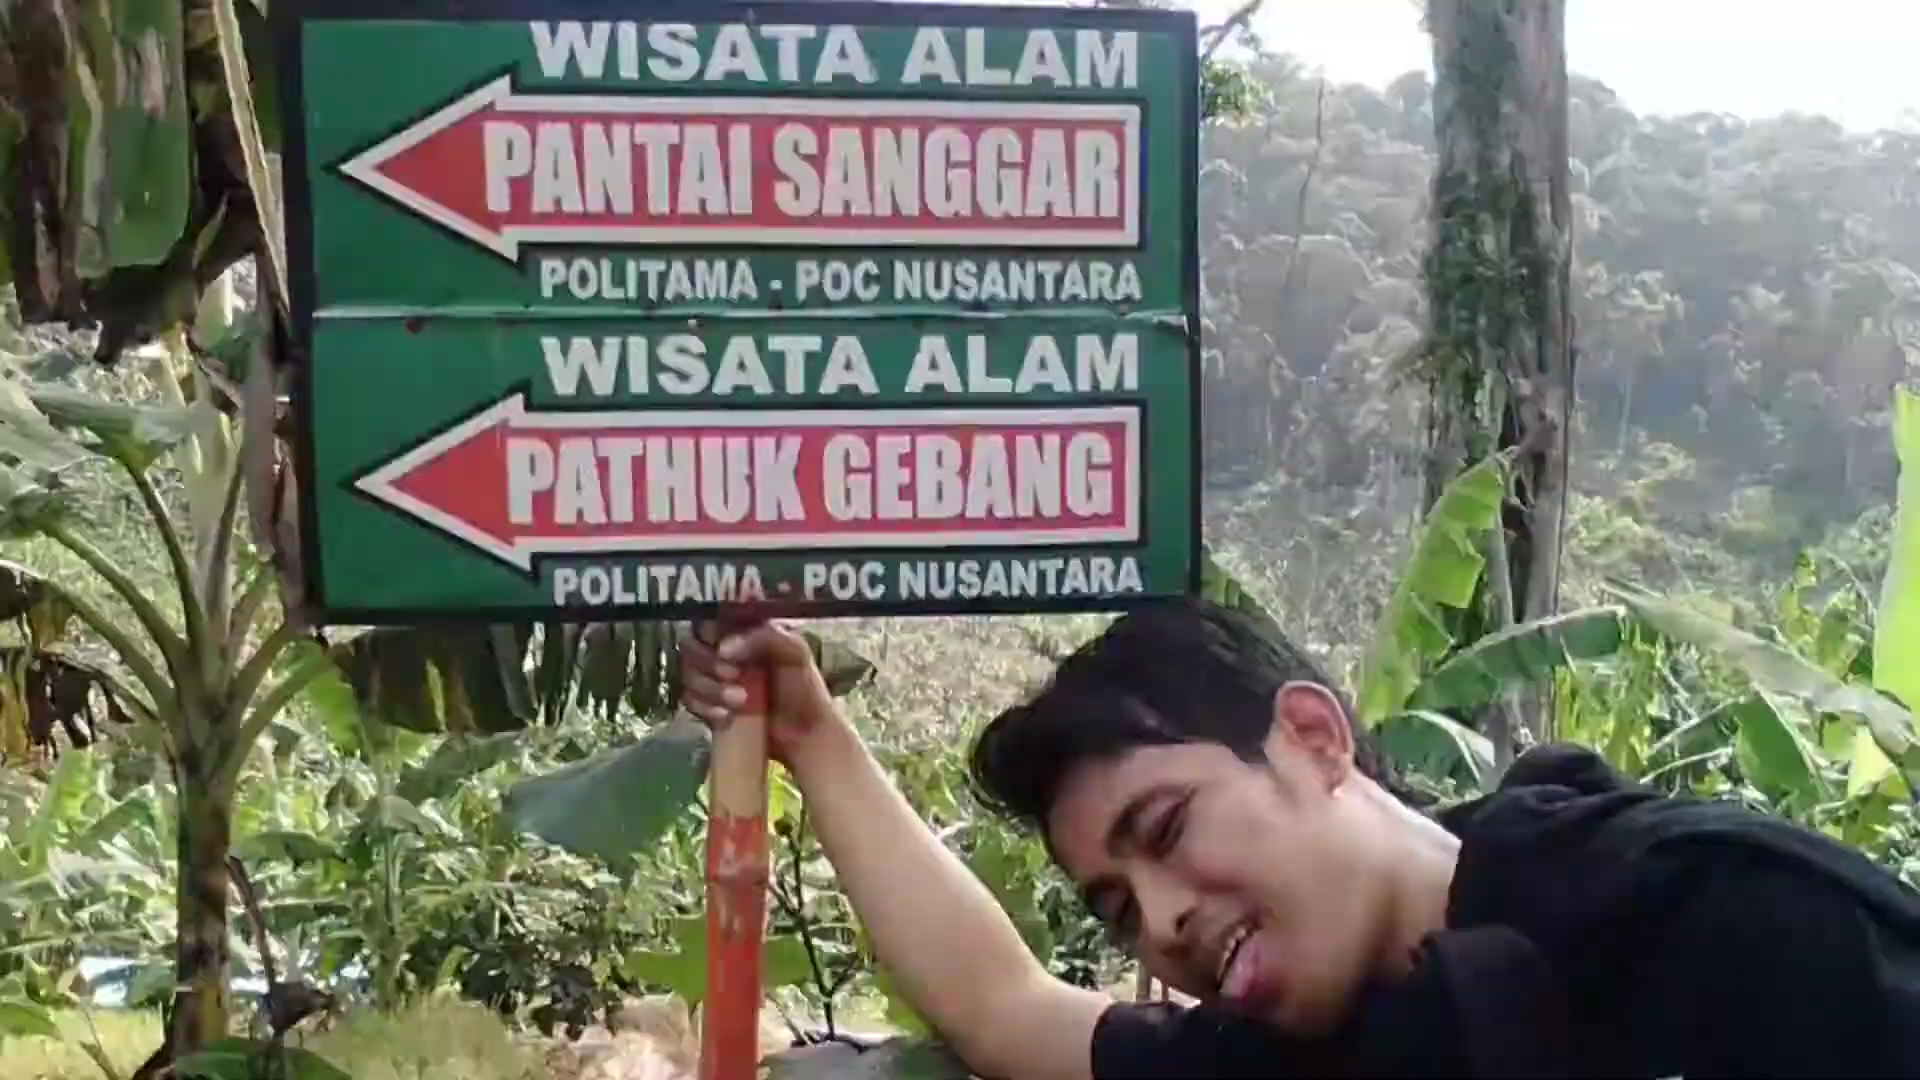 WISATA ALAM
PANTAI SANGGAR
POLITAMA - POC NUSANTARA
WISATA ALAM
PATHUK GEBANG
POLITAMA - POC NUSANTARA